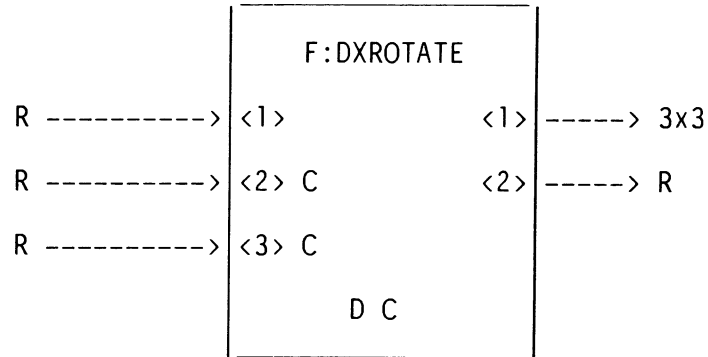 F:DXROTATE
R ----------> <1> <1> -----> 3x3
R ----------> <2> C <2> -----> R
R ----------> <3> C
D C